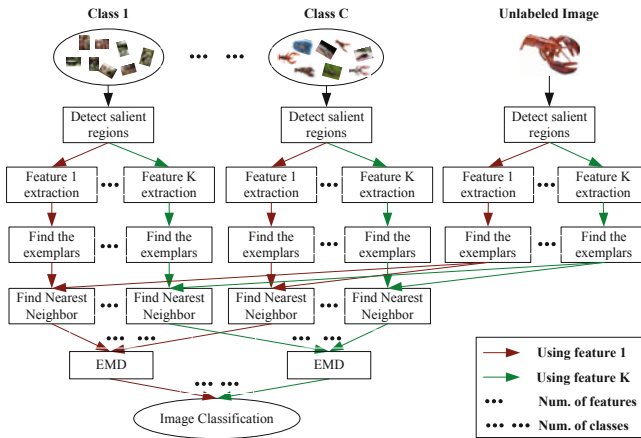 Class 1
Class C
Unlabeled Image
Detect salient
regions
Detect salient
regions
Detect salient
regions
Feature 1
extraction
Feature K
extraction
Feature 1
extraction
Feature K
extraction
Feature 1
extraction
Feature K
extraction
Find the
exemplars
Find the
exemplars
Find the
exemplars
Find the
exemplars
Find the
exemplars
Find the
exemplars
Find Nearest
Neighbor
Find Nearest
Neighbor
Find Nearest
Neighbor
Find Nearest
Neighbor
EMD
EMD
Image Classification
Using feature 1
Using feature K
Num. of features
Num. of classes